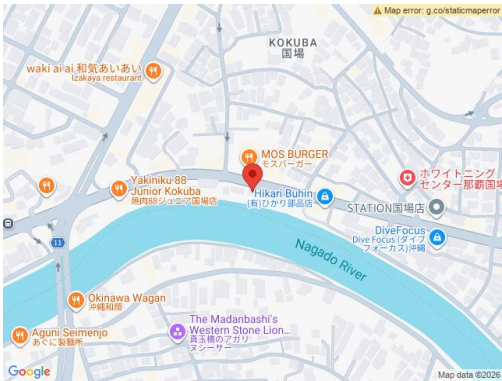 Map error: g.co/staticmaperror
KOKUBA
国場
waki ai ai 和気あいあい
Izakaya restaurant
MOS BURGER
モスバーガー
Yakiniku 88
Junior Kokuba
焼肉88ジュニア国場店
Hikari Buhin
(有)ひかり部品店
ホワイトニング
センター那覇国場
STATION国場店
DiveFocus
Dive Focus (ダイブ
フォーカス)沖縄
11
Nagado River
Okinawa Wagan
沖縄和顔
Aguni Seimenjo
あぐに製麺所
The Madanbashi's
Western Stone Lion...
真玉橋のアガリ
ヌシーサー
Google
Map data ©2026